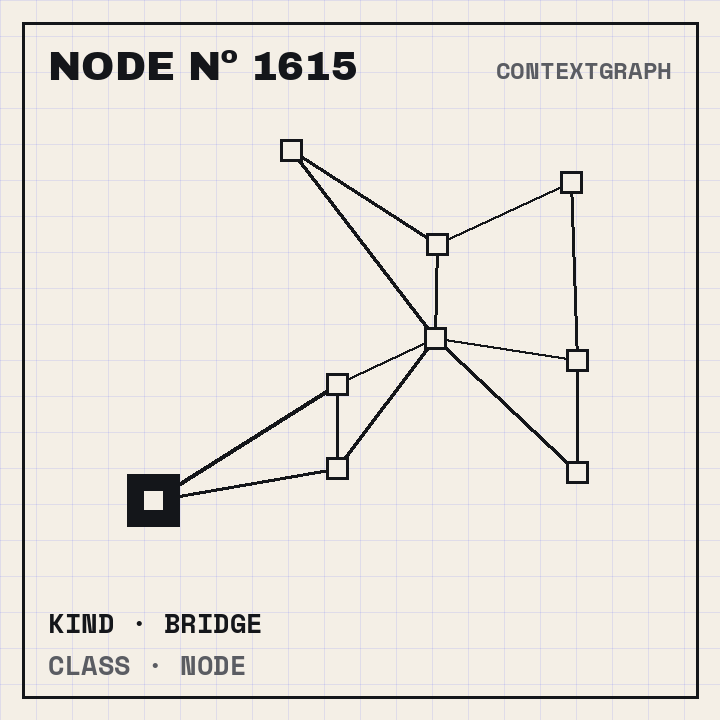 NODE Nº 1615
CONTEXTGRAPH
KIND · BRIDGE
CLASS · NODE